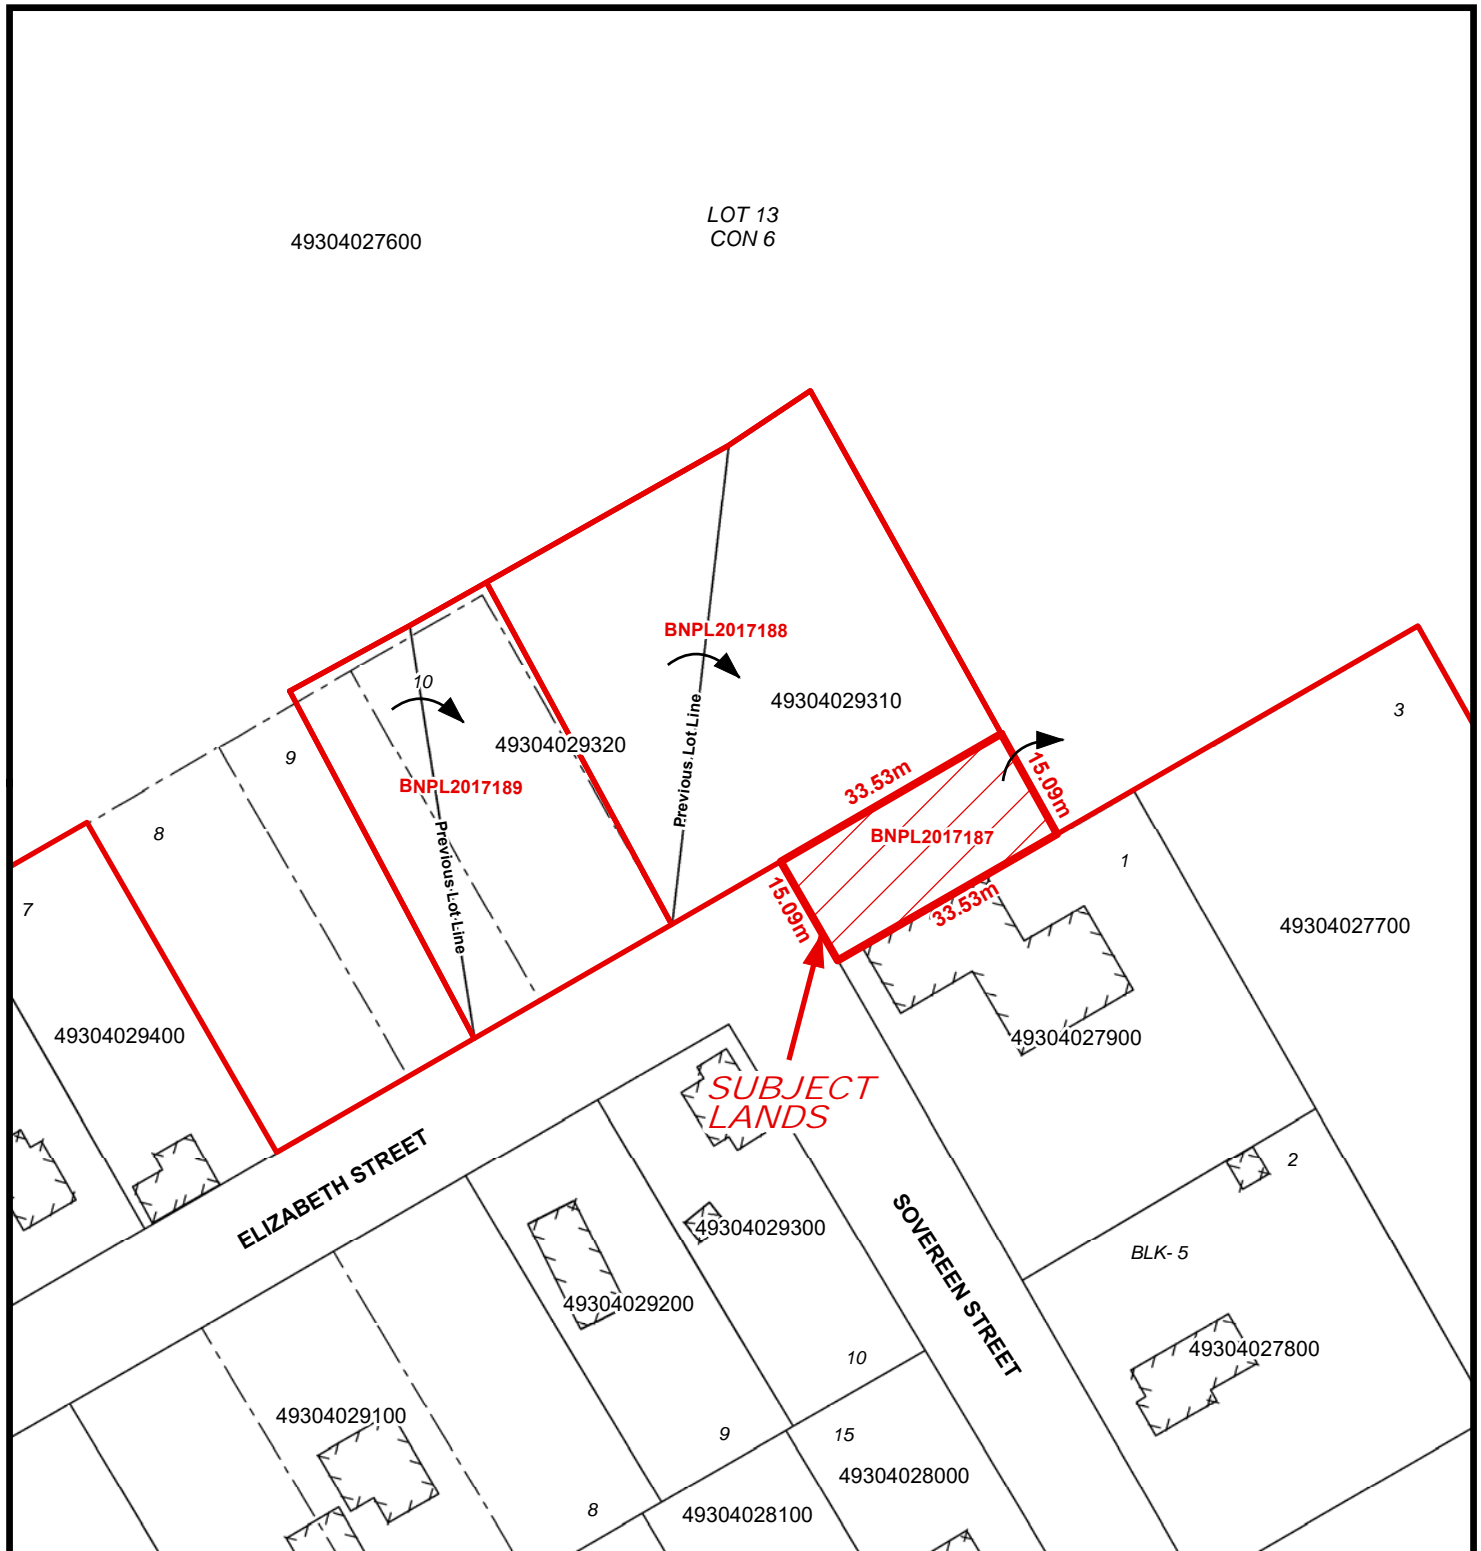 LOT 13
CON 6
49304027600
BNPL2017188
10
49304029310
3
49304029320
9
Previous Lot Line
BNPL2017189
33.53m
15.09m
BNPL2017187
8
Previous Lot Line
1
7
15.09m
33.53m
49304027700
49304029400
49304027900
SUBJECT
LANDS
ELIZABETH STREET
2
49304029300
SOVEREEN STREET
BLK- 5
49304029200
49304027800
10
49304029100
9
15
49304028000
8
49304028100